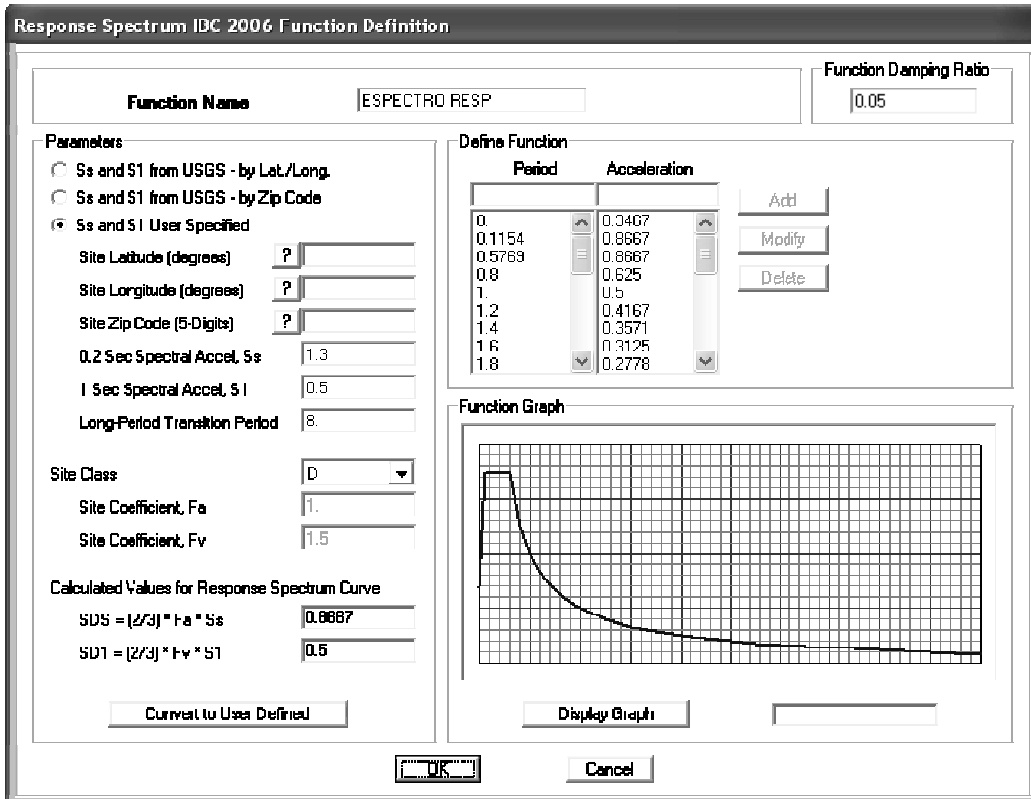 Response Spectrum IBC 2006 Function Definition
Function Name
ESPECTRO RESP
Function Damping Ratio
0.05
Parameters
Ss and S1 from USGS - by Lat./Long.
Ss and S1 from USGS - by Zip Code
Ss and S1 User Specified
Site Latitude (degrees) ?
Site Longitude (degrees) ?
Site Zip Code (5-Digits) ?
0.2 Sec Spectral Accel, Ss 1.3
1 Sec Spectral Accel, S1 0.5
Long-Period Transition Period 8.
Site Class D
Site Coefficient, Fa 1.
Site Coefficient, Fv 1.5
Calculated Values for Response Spectrum Curve
SDS = (2/3) * Fa * Ss 0.8667
SD1 = (2/3) * Fv * S1 0.5
Convert to User Defined
Define Function
Period Acceleration
0. 0.3467
0.1154 0.8667
0.5769 0.8667
0.8 0.625
1. 0.5
1.2 0.4167
1.4 0.3571
1.6 0.3125
1.8 0.2778
Add
Modify
Delete
Function Graph
Display Graph
OK
Cancel